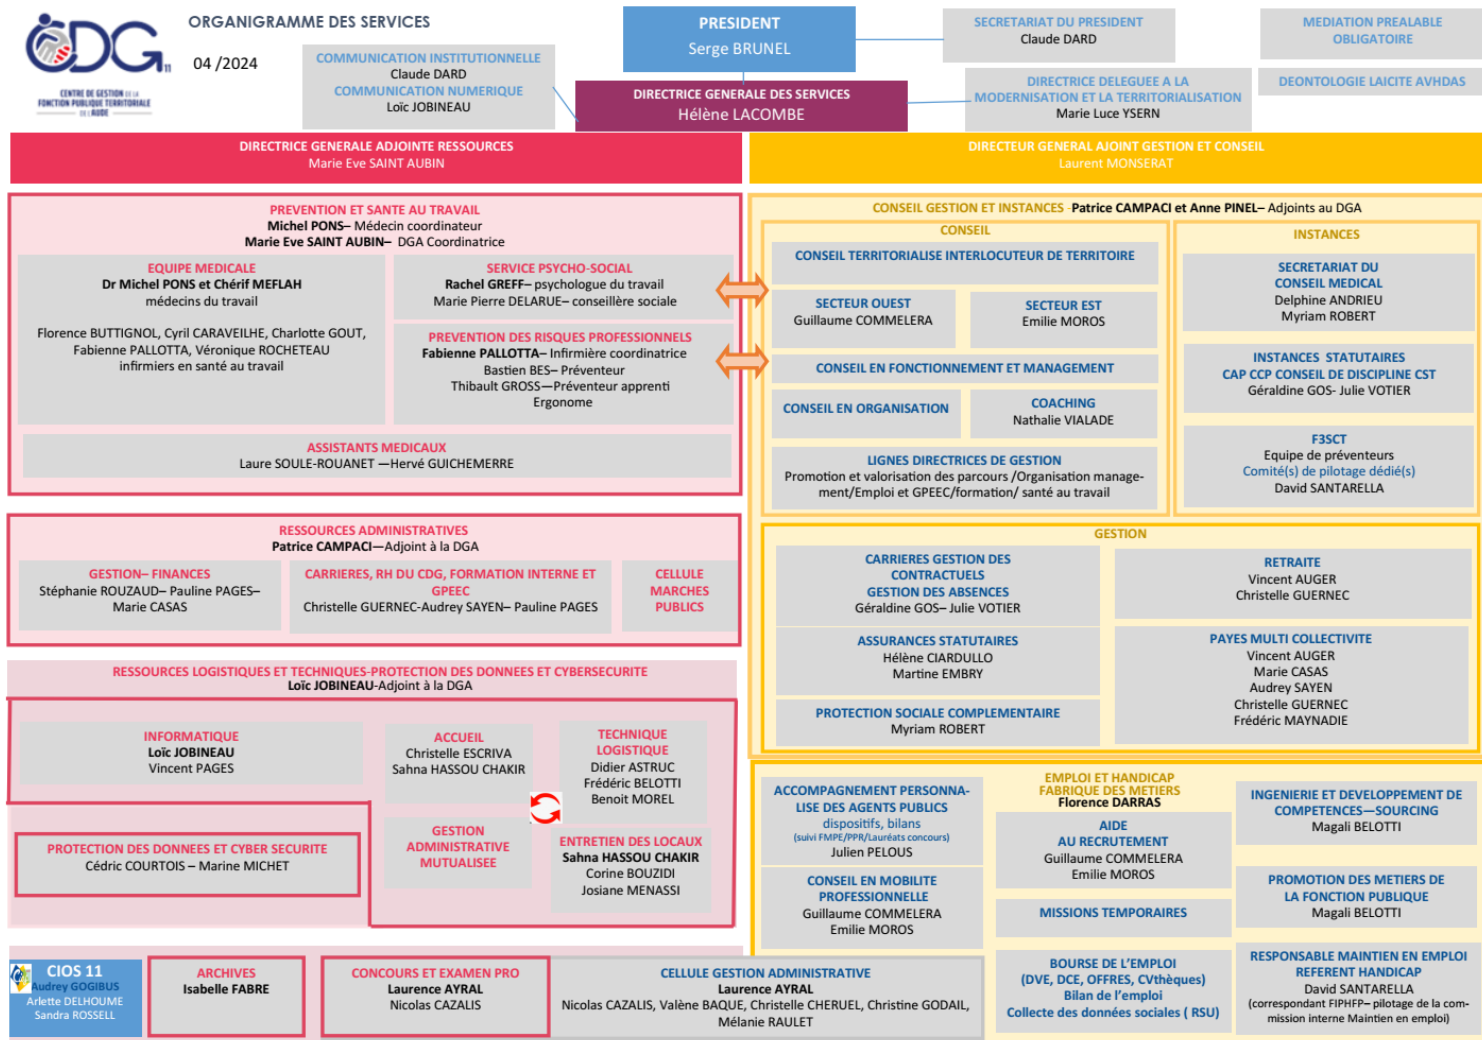 CDG 11
CENTRE DE GESTION DE LA
FONCTION PUBLIQUE TERRITORIALE
DE L'AUDE
ORGANIGRAMME DES SERVICES
04 /2024
COMMUNICATION INSTITUTIONNELLE
Claude DARD
COMMUNICATION NUMERIQUE
Loïc JOBINEAU
PRESIDENT
Serge BRUNEL
DIRECTRICE GENERALE DES SERVICES
Hélène LACOMBE
SECRETARIAT DU PRESIDENT
Claude DARD
DIRECTRICE DELEGUEE A LA
MODERNISATION ET LA TERRITORIALISATION
Marie Luce YSERN
MEDIATION PREALABLE
OBLIGATOIRE
DEONTOLOGIE LAICITE AVHDAS
DIRECTRICE GENERALE ADJOINTE RESSOURCES
Marie Eve SAINT AUBIN
PREVENTION ET SANTE AU TRAVAIL
Michel PONS– Médecin coordinateur
Marie Eve SAINT AUBIN– DGA Coordinatrice
EQUIPE MEDICALE
Dr Michel PONS et Chérif MEFLAH
médecins du travail
Florence BUTTIGNOL, Cyril CARAVEILHE, Charlotte GOUT,
Fabienne PALLOTTA, Véronique ROCHETEAU
infirmiers en santé au travail
SERVICE PSYCHO-SOCIAL
Rachel GREFF– psychologue du travail
Marie Pierre DELARUE– conseillère sociale
PREVENTION DES RISQUES PROFESSIONNELS
Fabienne PALLOTTA– Infirmière coordinatrice
Bastien BES– Préventeur
Thibault GROSS—Préventeur apprenti
Ergonome
ASSISTANTS MEDICAUX
Laure SOULE-ROUANET —Hervé GUICHEMERRE
RESSOURCES ADMINISTRATIVES
Patrice CAMPACI—Adjoint à la DGA
GESTION– FINANCES
Stéphanie ROUZAUD– Pauline PAGES–
Marie CASAS
CARRIERES, RH DU CDG, FORMATION INTERNE ET
GPEEC
Christelle GUERNEC-Audrey SAYEN– Pauline PAGES
CELLULE
MARCHES
PUBLICS
RESSOURCES LOGISTIQUES ET TECHNIQUES-PROTECTION DES DONNEES ET CYBERSECURITE
Loïc JOBINEAU-Adjoint à la DGA
INFORMATIQUE
Loïc JOBINEAU
Vincent PAGES
ACCUEIL
Christelle ESCRIVA
Sahna HASSOU CHAKIR
TECHNIQUE
LOGISTIQUE
Didier ASTRUC
Frédéric BELOTTI
Benoit MOREL
PROTECTION DES DONNEES ET CYBER SECURITE
Cédric COURTOIS – Marine MICHET
GESTION
ADMINISTRATIVE
MUTUALISEE
ENTRETIEN DES LOCAUX
Sahna HASSOU CHAKIR
Corine BOUZIDI
Josiane MENASSI
CIOS 11
Audrey GOGIBUS
Arlette DELHOUME
Sandra ROSSELL
ARCHIVES
Isabelle FABRE
CONCOURS ET EXAMEN PRO
Laurence AYRAL
Nicolas CAZALIS
CELLULE GESTION ADMINISTRATIVE
Laurence AYRAL
Nicolas CAZALIS, Valène BAQUE, Christelle CHERUEL, Christine GODAIL,
Mélanie RAULET
DIRECTEUR GENERAL AJOINT GESTION ET CONSEIL
Laurent MONSERAT
CONSEIL GESTION ET INSTANCES -Patrice CAMPACI et Anne PINEL– Adjoints au DGA
CONSEIL
CONSEIL TERRITORIALISE INTERLOCUTEUR DE TERRITOIRE
SECTEUR OUEST
Guillaume COMMELERA
SECTEUR EST
Emilie MOROS
CONSEIL EN FONCTIONNEMENT ET MANAGEMENT
CONSEIL EN ORGANISATION
COACHING
Nathalie VIALADE
LIGNES DIRECTRICES DE GESTION
Promotion et valorisation des parcours /Organisation manage-
ment/Emploi et GPEEC/formation/ santé au travail
INSTANCES
SECRETARIAT DU
CONSEIL MEDICAL
Delphine ANDRIEU
Myriam ROBERT
INSTANCES STATUTAIRES
CAP CCP CONSEIL DE DISCIPLINE CST
Géraldine GOS- Julie VOTIER
F3SCT
Equipe de préventeurs
Comité(s) de pilotage dédié(s)
David SANTARELLA
GESTION
CARRIERES GESTION DES
CONTRACTUELS
GESTION DES ABSENCES
Géraldine GOS– Julie VOTIER
RETRAITE
Vincent AUGER
Christelle GUERNEC
ASSURANCES STATUTAIRES
Hélène CIARDULLO
Martine EMBRY
PAYES MULTI COLLECTIVITE
Vincent AUGER
Marie CASAS
Audrey SAYEN
Christelle GUERNEC
Frédéric MAYNADIE
PROTECTION SOCIALE COMPLEMENTAIRE
Myriam ROBERT
EMPLOI ET HANDICAP
FABRIQUE DES METIERS
Florence DARRAS
ACCOMPAGNEMENT PERSONNA-
LISE DES AGENTS PUBLICS
dispositifs, bilans
(suivi FMPE/PPR/Lauréats concours)
Julien PELOUS
AIDE
AU RECRUTEMENT
Guillaume COMMELERA
Emilie MOROS
INGENIERIE ET DEVELOPPEMENT DE
COMPETENCES—SOURCING
Magali BELOTTI
CONSEIL EN MOBILITE
PROFESSIONNELLE
Guillaume COMMELERA
Emilie MOROS
MISSIONS TEMPORAIRES
PROMOTION DES METIERS DE
LA FONCTION PUBLIQUE
Magali BELOTTI
BOURSE DE L'EMPLOI
(DVE, DCE, OFFRES, CVthèques)
Bilan de l'emploi
Collecte des données sociales ( RSU)
RESPONSABLE MAINTIEN EN EMPLOI
REFERENT HANDICAP
David SANTARELLA
(correspondant FIPHFP– pilotage de la com-
mission interne Maintien en emploi)